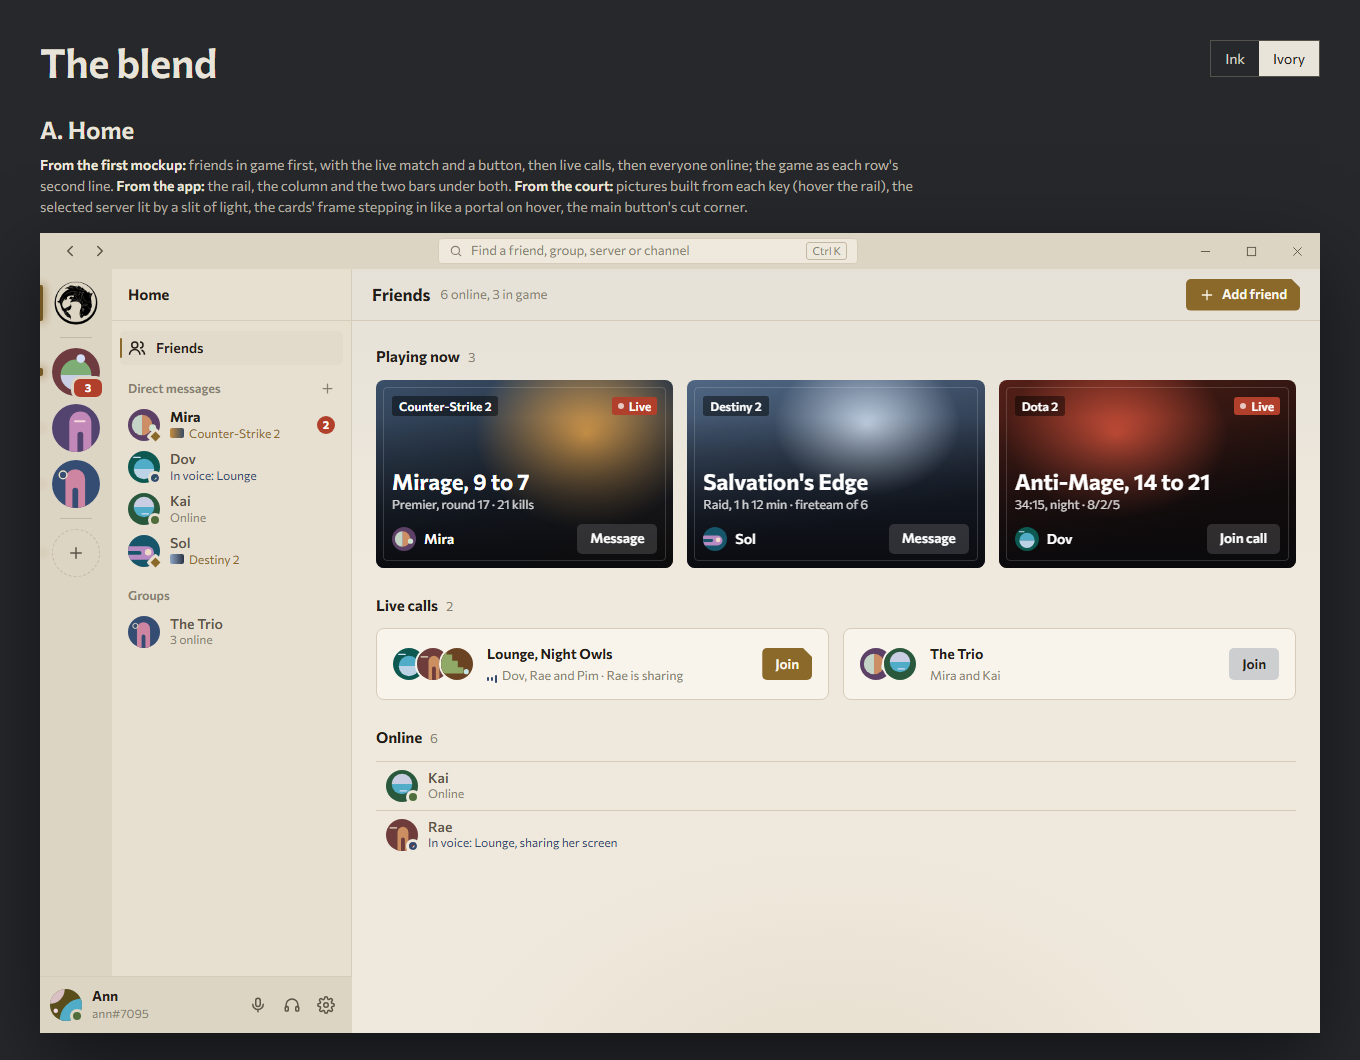 The blend
Ink
Ivory
A. Home
From the first mockup: friends in game first, with the live match and a button, then live calls, then everyone online; the game as each row's
second line. From the app: the rail, the column and the two bars under both. From the court: pictures built from each key (hover the rail), the
selected server lit by a slit of light, the cards' frame stepping in like a portal on hover, the main button's cut corner.
Find a friend, group, server or channel
Ctrl K
Home
Friends
6 online, 3 in game
Add friend
3
Friends
Direct messages
Mira
Counter-Strike 2
2
Dov
In voice: Lounge
Kai
Online
Sol
Destiny 2
Groups
The Trio
3 online
Playing now 3
Counter-Strike 2
Live
Mirage, 9 to 7
Premier, round 17 · 21 kills
Mira
Message
Destiny 2
Salvation's Edge
Raid, 1 h 12 min · fireteam of 6
Sol
Message
Dota 2
Live
Anti-Mage, 14 to 21
34:15, night · 8/2/5
Dov
Join call
Live calls 2
Lounge, Night Owls
Dov, Rae and Pim · Rae is sharing
Join
The Trio
Mira and Kai
Join
Online 6
Kai
Online
Rae
In voice: Lounge, sharing her screen
Ann
ann#7095